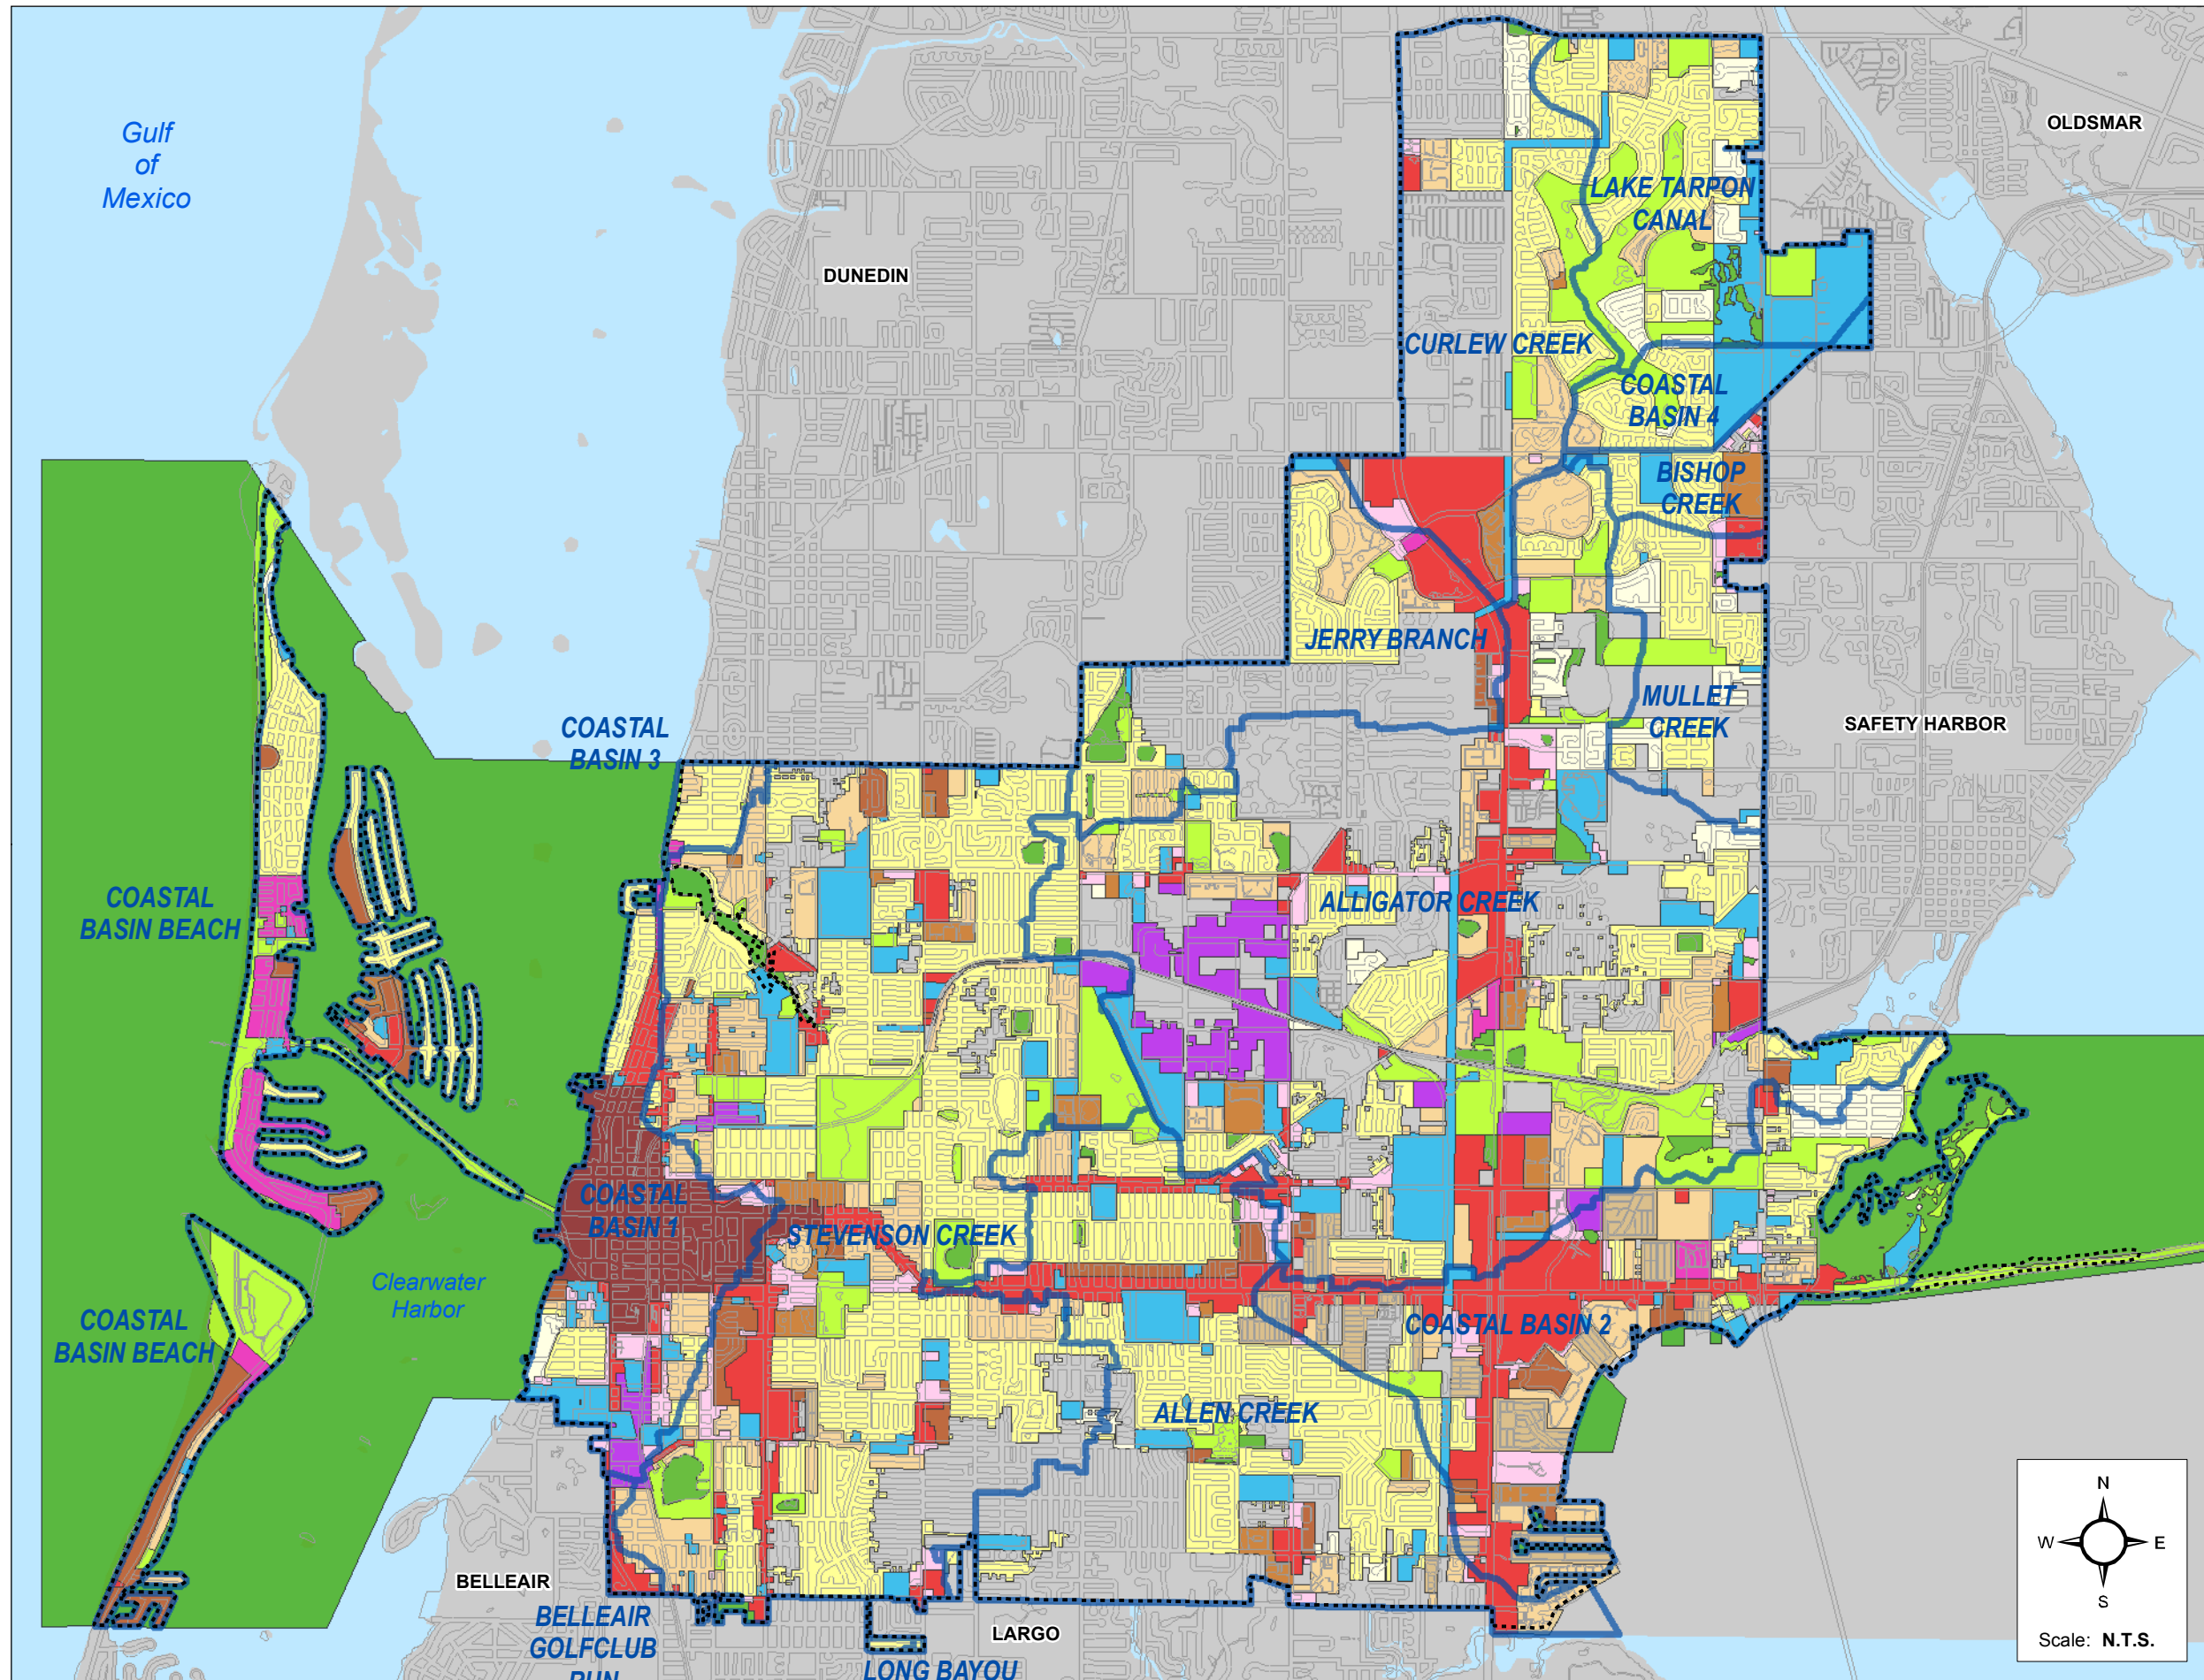 Gulf
of
Mexico
OLDSMAR
LAKE TARPON
CANAL
DUNEDIN
CURLEW CREEK
COASTAL
BASIN 4
BISHOP
CREEK
JERRY BRANCH
MULLET
CREEK
SAFETY HARBOR
COASTAL
BASIN 3
COASTAL
BASIN BEACH
ALLIGATOR CREEK
COASTAL
BASIN 1
STEVENSON CREEK
Clearwater
Harbor
COASTAL
BASIN BEACH
COASTAL BASIN 2
ALLEN CREEK
N
W
E
S
Scale: N.T.S.
BELLEAIR
BELLEAIR
GOLFCLUB
RUN
LARGO
LONG BAYOU